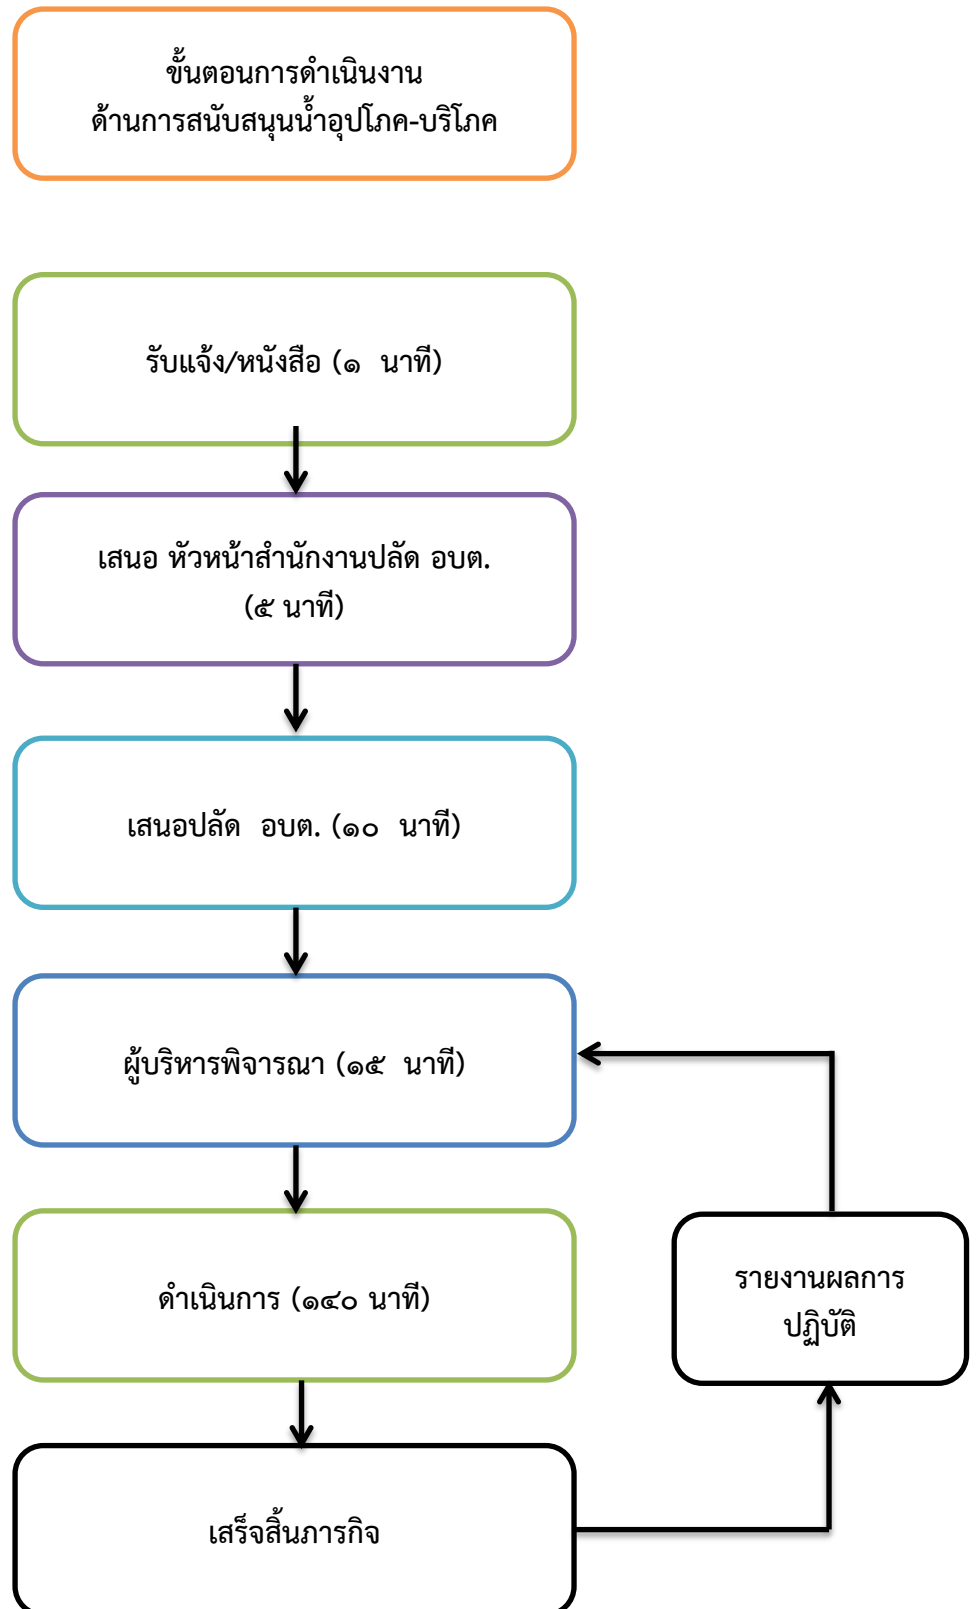 ขั้นตอนการดำเนินงาน
ด้านการสนับสนุนน้ำอุปโภค-บริโภค
รับแจ้ง/หนังสือ (๑ นาที)
เสนอ หัวหน้าสำนักงานปลัด อบต.
(๕ นาที)
เสนอปลัด อบต. (๑๐ นาที)
ผู้บริหารพิจารณา (๑๕ นาที)
ดำเนินการ (๑๔๐ นาที)
รายงานผลการ
ปฏิบัติ
เสร็จสิ้นภารกิจ